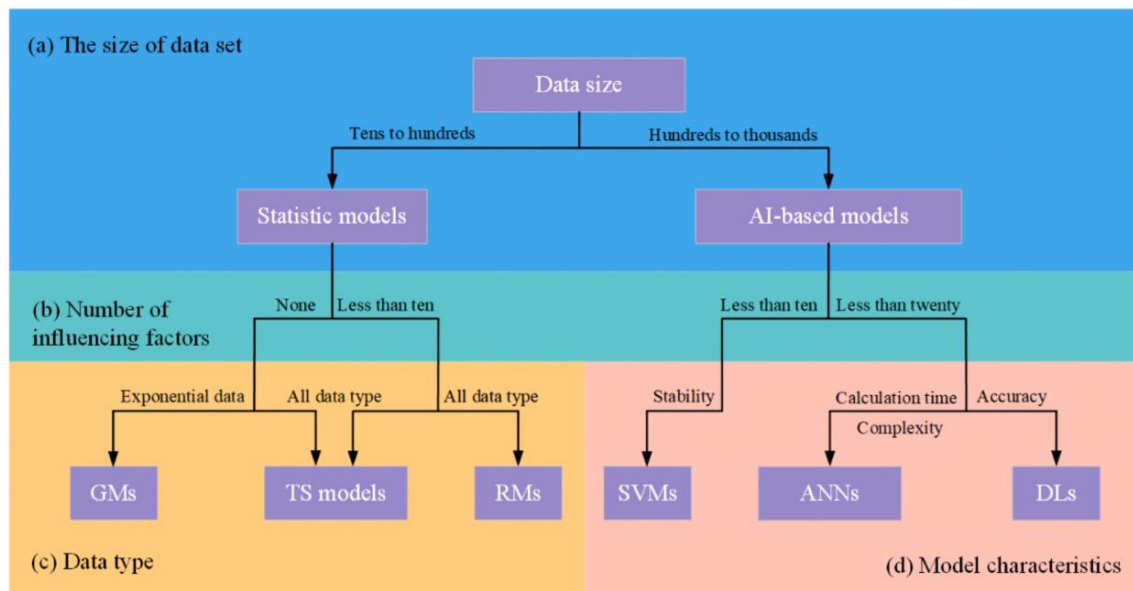 (a) The size of data set
Data size
Tens to hundreds
Hundreds to thousands
Statistic models
AI-based models
(b) Number of
influencing factors
None
Less than ten
Less than ten
Less than twenty
Exponential data
All data type
All data type
Stability
Calculation time
Complexity
Accuracy
GMs
TS models
RMs
SVMs
ANNs
DLs
(c) Data type
(d) Model characteristics